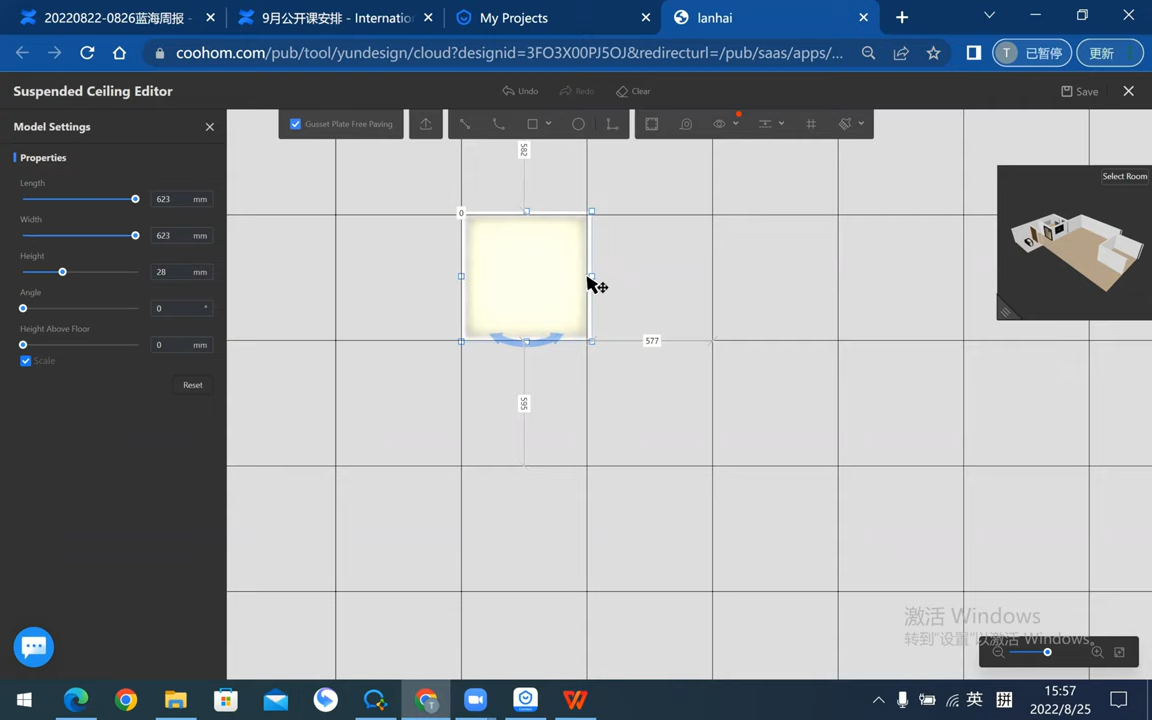 20220822-0826蓝海周报 -
9月公开课安排 - Internatio
My Projects
lanhai
coohom.com/pub/tool/yundesign/cloud?designid=3FO3X00PJ5OJ&redirecturl=/pub/saas/apps/...
T 已暂停
更新
Suspended Ceiling Editor
Undo
Redo
Clear
Save
Model Settings
Gusset Plate Free Paving
Properties
Length
623 mm
Width
623 mm
Height
28 mm
Angle
0 °
Height Above Floor
0 mm
Scale
Reset
582
0
577
595
Select Room
激活 Windows
转到"设置"以激活 Windows。
英
拼
15:57
2022/8/25